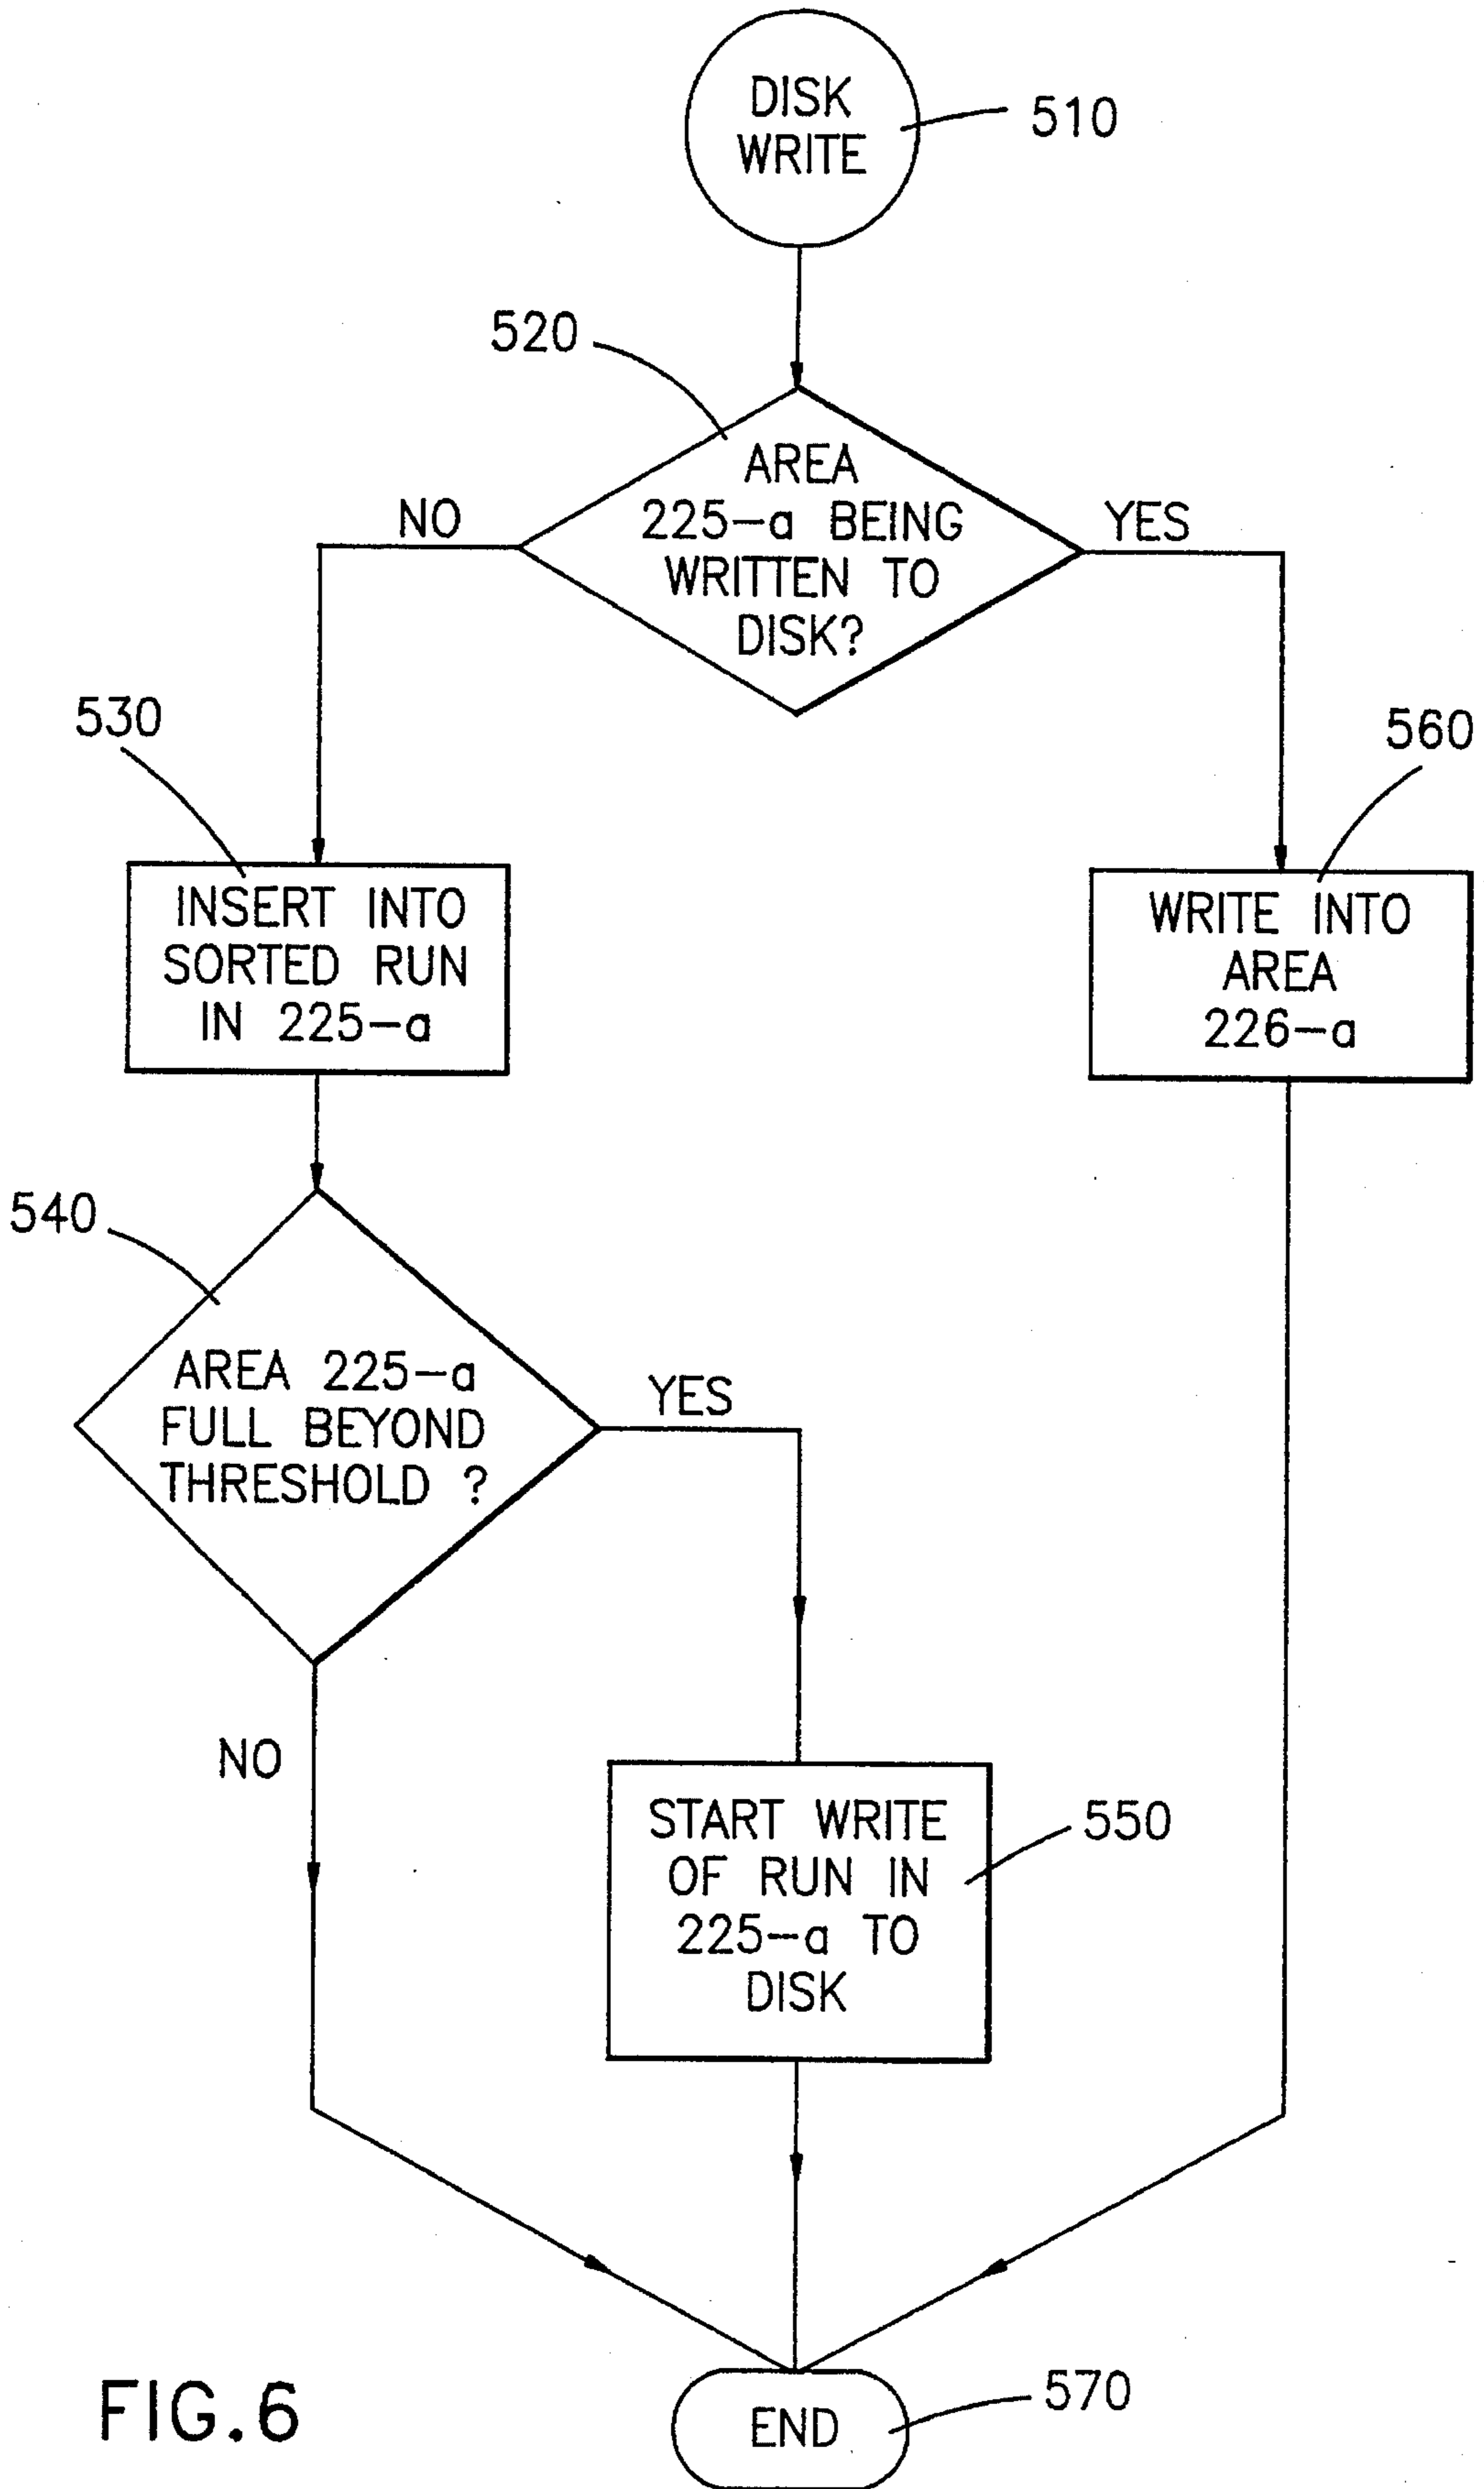 DISK
WRITE
510
520
AREA
225-a BEING
WRITTEN TO
DISK?
NO
YES
530
INSERT INTO
SORTED RUN
IN 225-a
560
WRITE INTO
AREA
226-a
540
AREA 225-a
FULL BEYOND
THRESHOLD ?
YES
NO
START WRITE
OF RUN IN
225-a TO
DISK
550
END
570
FIG.6